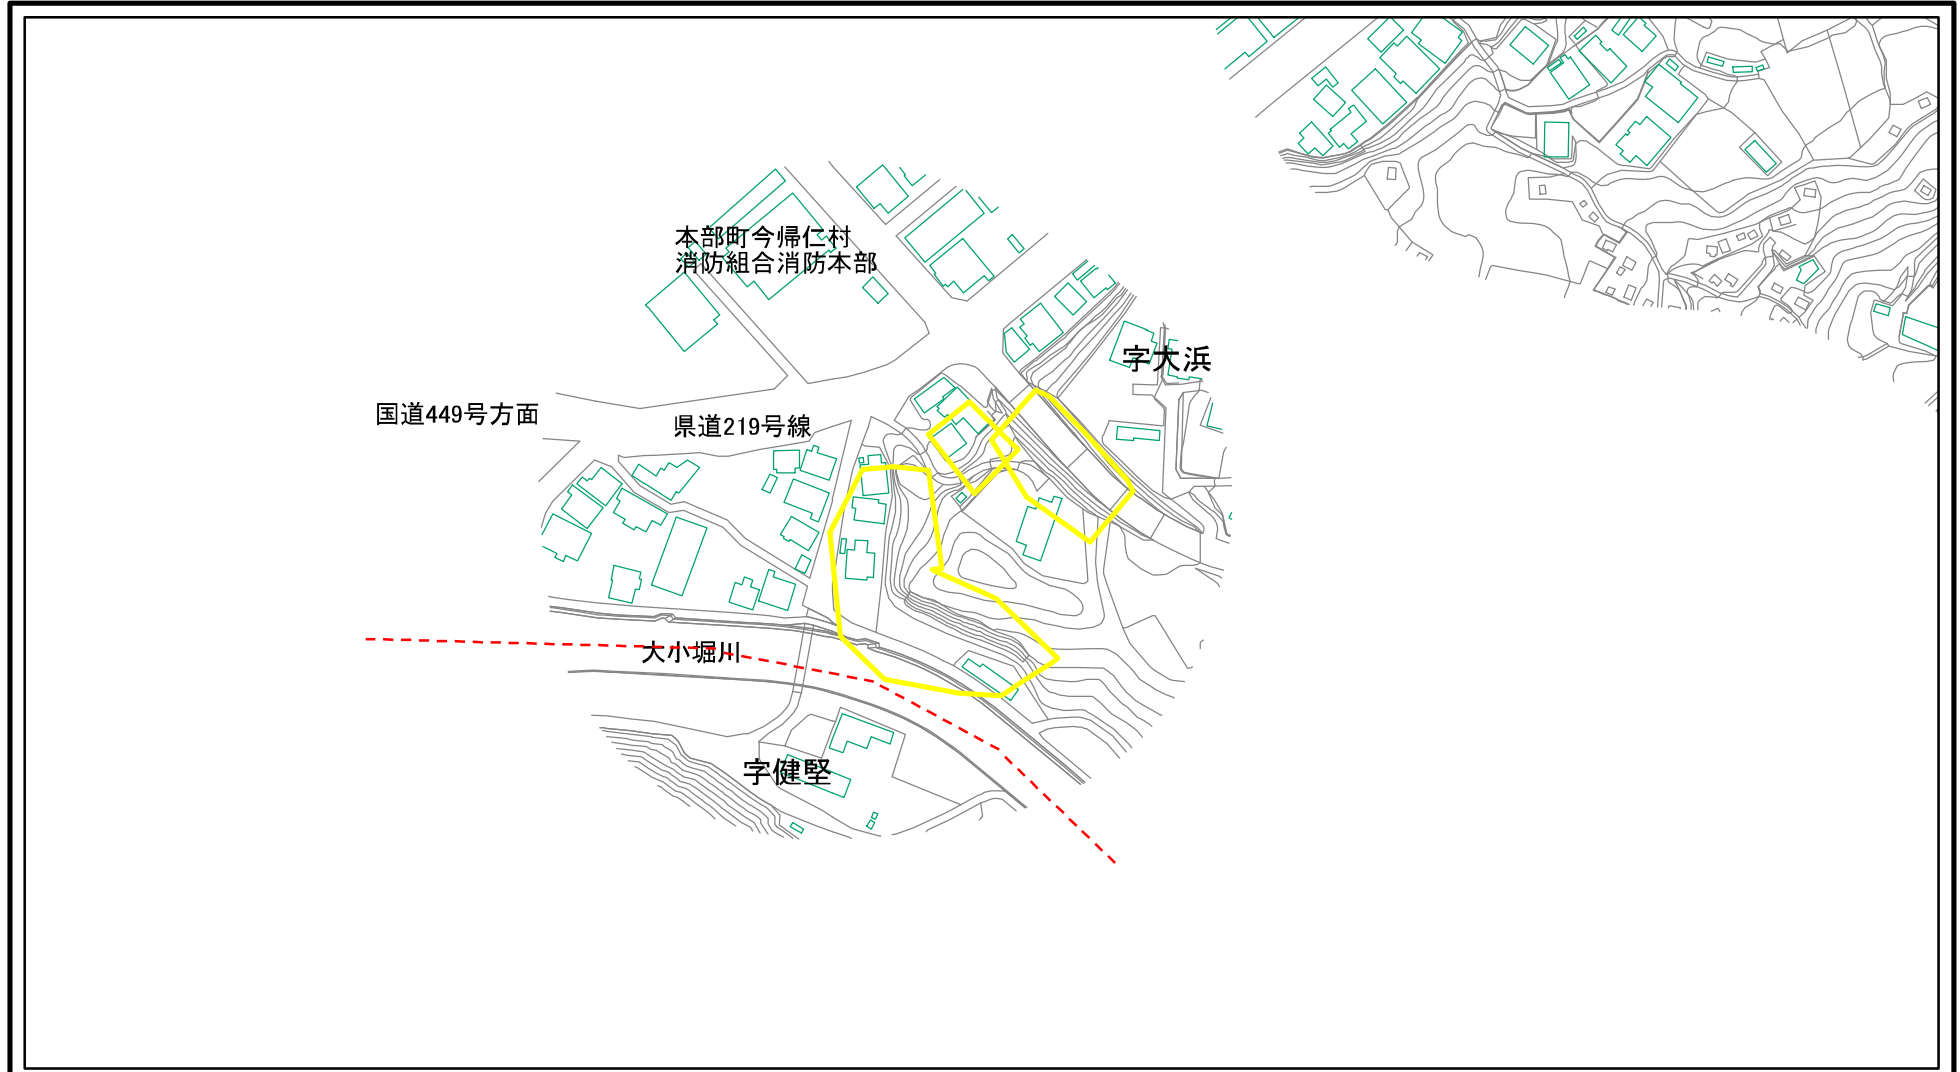 本部町今帰仁村
消防組合消防本部
字大浜
国道449号方面
県道219号線
大小堀川
字健堅